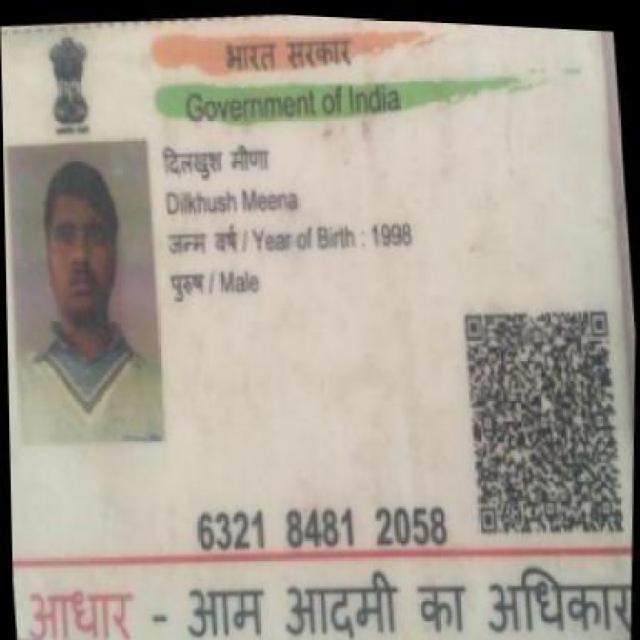 भारत सरकार
Government of India
दिलखुश मीणा
Dilkhush Meena
जन्म वर्ष / Year of Birth : 1998
पुरुष / Male
6321 8481 2058
आधार - आम आदमी का अधिकार